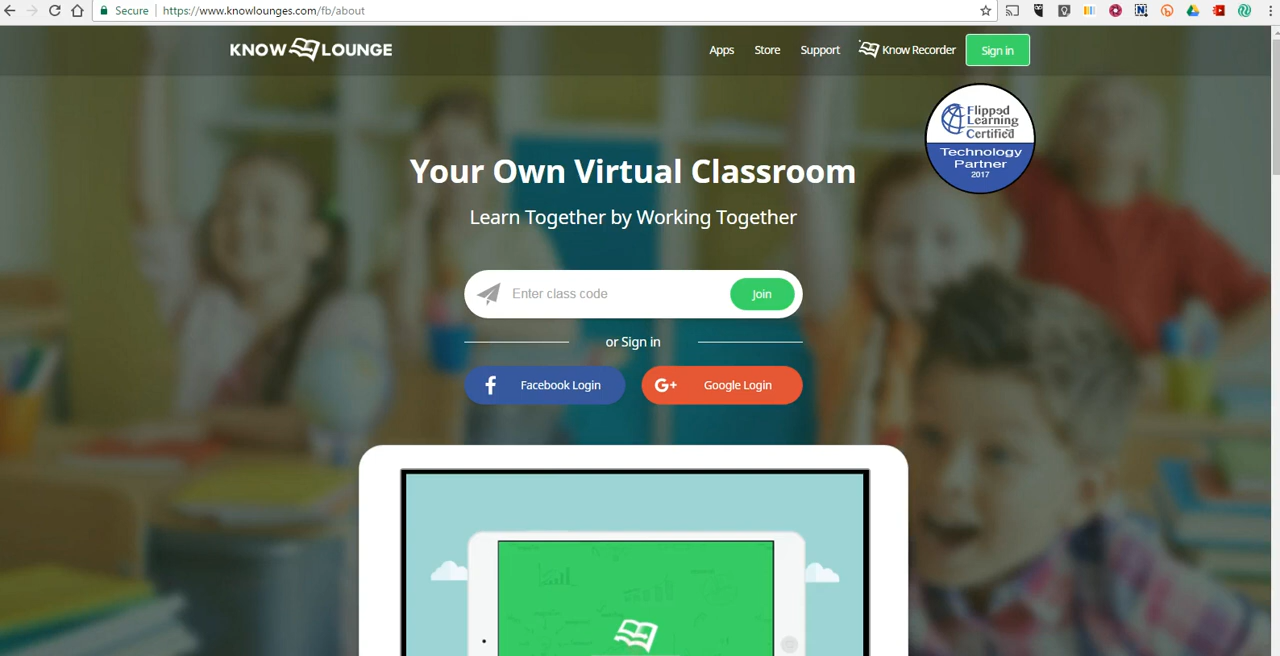 Secure
https://www.knowlounges.com/fb/about
KNOW LOUNGE
Apps
Store
Support
Know Recorder
Sign in
Flipped
Learning
Certified
Technology
Partner
2017
Your Own Virtual Classroom
Learn Together by Working Together
Enter class code
Join
or Sign in
f
Facebook Login
G+
Google Login